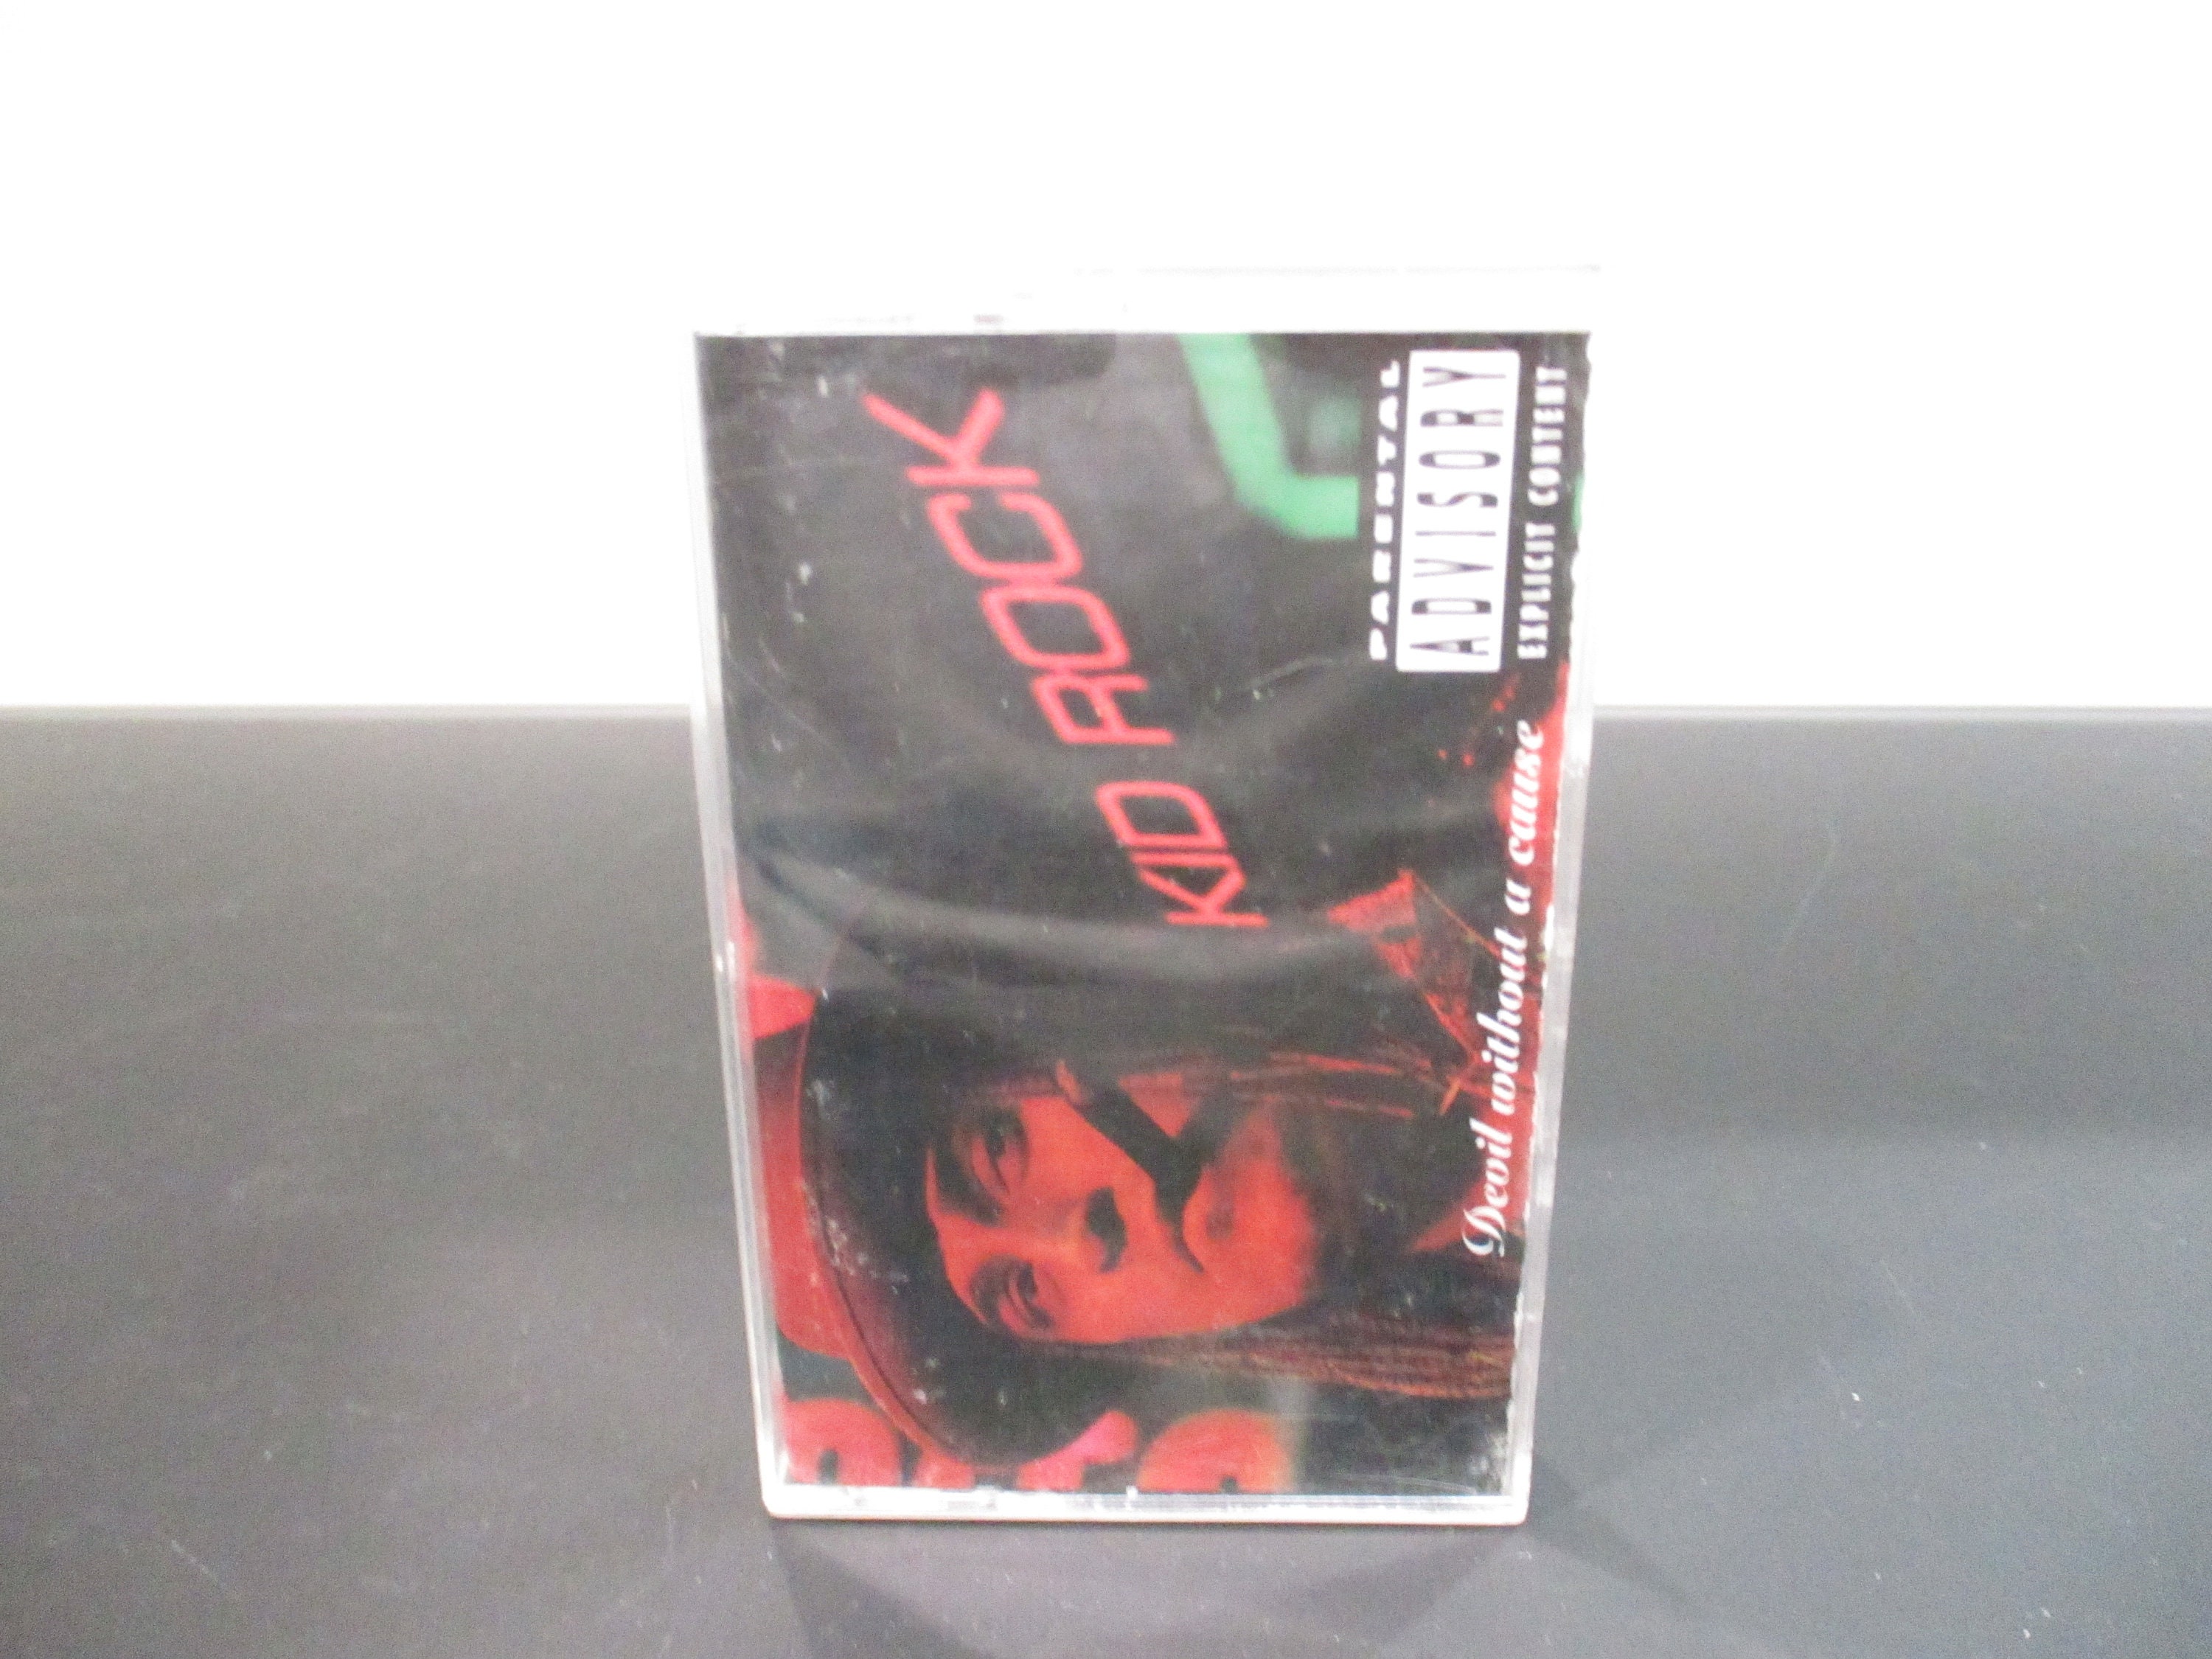 KID ROCK
PARENTAL
ADVISORY
EXPLICIT CONTENT
Devil without a cause